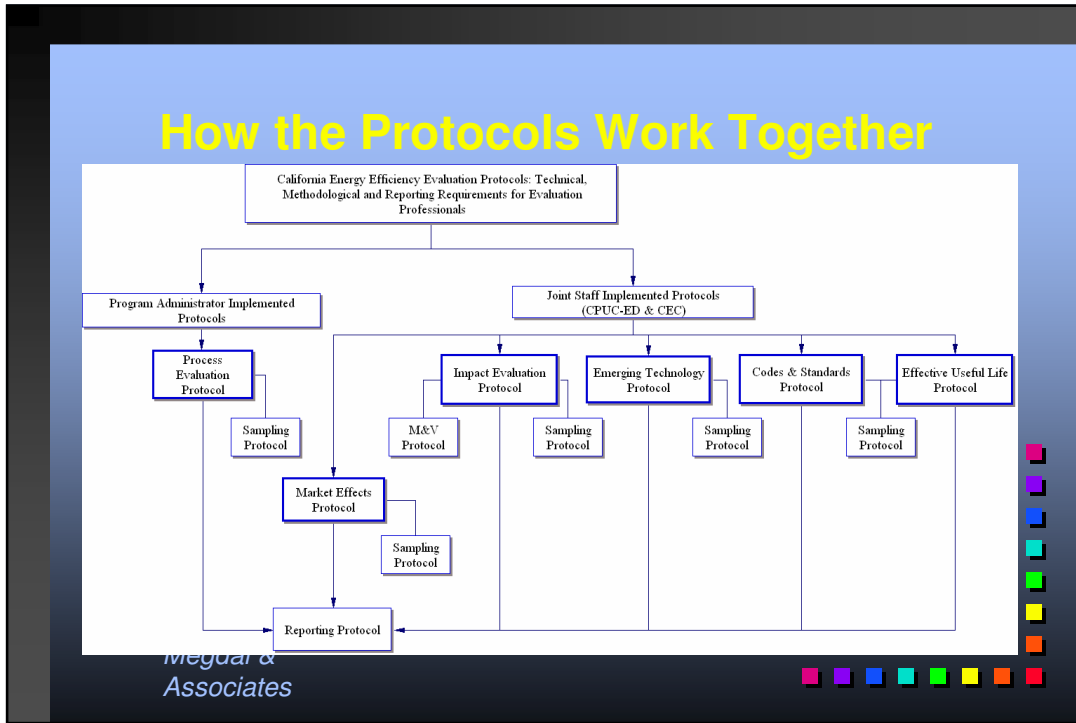 How the Protocols Work Together
California Energy Efficiency Evaluation Protocols: Technical,
Methodological and Reporting Requirements for Evaluation
Professionals
Program Administrator Implemented
Protocols
Joint Staff Implemented Protocols
(CPUC-ED & CEC)
Process
Evaluation
Protocol
Impact Evaluation
Protocol
Emerging Technology
Protocol
Codes & Standards
Protocol
Effective Useful Life
Protocol
Sampling
Protocol
M&V
Protocol
Sampling
Protocol
Sampling
Protocol
Sampling
Protocol
Market Effects
Protocol
Sampling
Protocol
Reporting Protocol
Megdal &
Associates